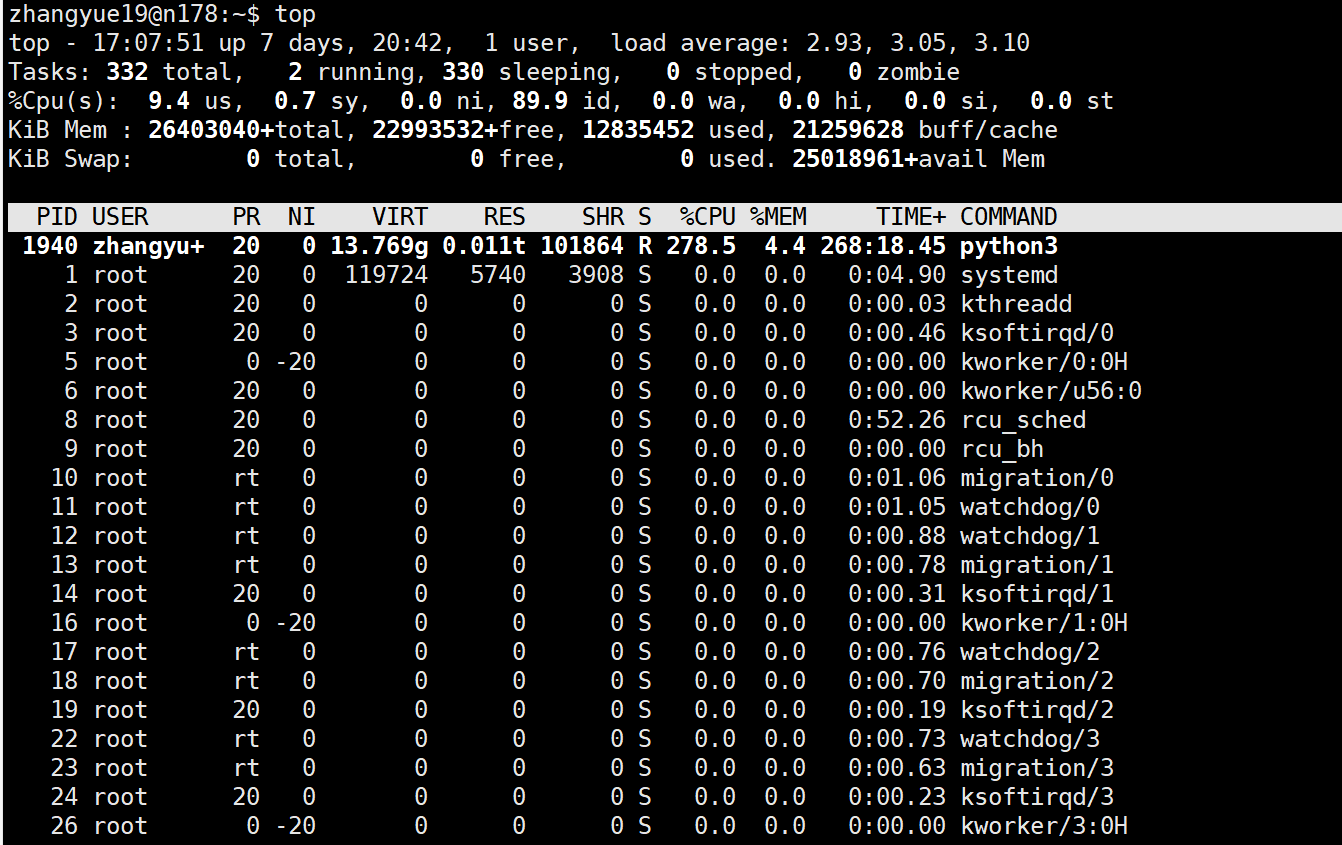 zhangyue19@n178:~$ top
top - 17:07:51 up 7 days, 20:42,  1 user,  load average: 2.93, 3.05, 3.10
Tasks: 332 total,   2 running, 330 sleeping,   0 stopped,   0 zombie
%Cpu(s):  9.4 us,  0.7 sy,  0.0 ni, 89.9 id,  0.0 wa,  0.0 hi,  0.0 si,  0.0 st
KiB Mem : 26403040+total, 22993532+free, 12835452 used, 21259628 buff/cache
KiB Swap:        0 total,        0 free,        0 used. 25018961+avail Mem
  PID USER      PR  NI    VIRT    RES    SHR S  %CPU %MEM     TIME+ COMMAND
 1940 zhangyu+  20   0 13.769g 0.011t 101864 R 278.5  4.4 268:18.45 python3
    1 root      20   0  119724   5740   3908 S   0.0  0.0   0:04.90 systemd
    2 root      20   0       0      0      0 S   0.0  0.0   0:00.03 kthreadd
    3 root      20   0       0      0      0 S   0.0  0.0   0:00.46 ksoftirqd/0
    5 root       0 -20       0      0      0 S   0.0  0.0   0:00.00 kworker/0:0H
    6 root      20   0       0      0      0 S   0.0  0.0   0:00.00 kworker/u56:0
    8 root      20   0       0      0      0 S   0.0  0.0   0:52.26 rcu_sched
    9 root      20   0       0      0      0 S   0.0  0.0   0:00.00 rcu_bh
   10 root      rt   0       0      0      0 S   0.0  0.0   0:01.06 migration/0
   11 root      rt   0       0      0      0 S   0.0  0.0   0:01.05 watchdog/0
   12 root      rt   0       0      0      0 S   0.0  0.0   0:00.88 watchdog/1
   13 root      rt   0       0      0      0 S   0.0  0.0   0:00.78 migration/1
   14 root      20   0       0      0      0 S   0.0  0.0   0:00.31 ksoftirqd/1
   16 root       0 -20       0      0      0 S   0.0  0.0   0:00.00 kworker/1:0H
   17 root      rt   0       0      0      0 S   0.0  0.0   0:00.76 watchdog/2
   18 root      rt   0       0      0      0 S   0.0  0.0   0:00.70 migration/2
   19 root      20   0       0      0      0 S   0.0  0.0   0:00.19 ksoftirqd/2
   22 root      rt   0       0      0      0 S   0.0  0.0   0:00.73 watchdog/3
   23 root      rt   0       0      0      0 S   0.0  0.0   0:00.63 migration/3
   24 root      20   0       0      0      0 S   0.0  0.0   0:00.23 ksoftirqd/3
   26 root       0 -20       0      0      0 S   0.0  0.0   0:00.00 kworker/3:0H